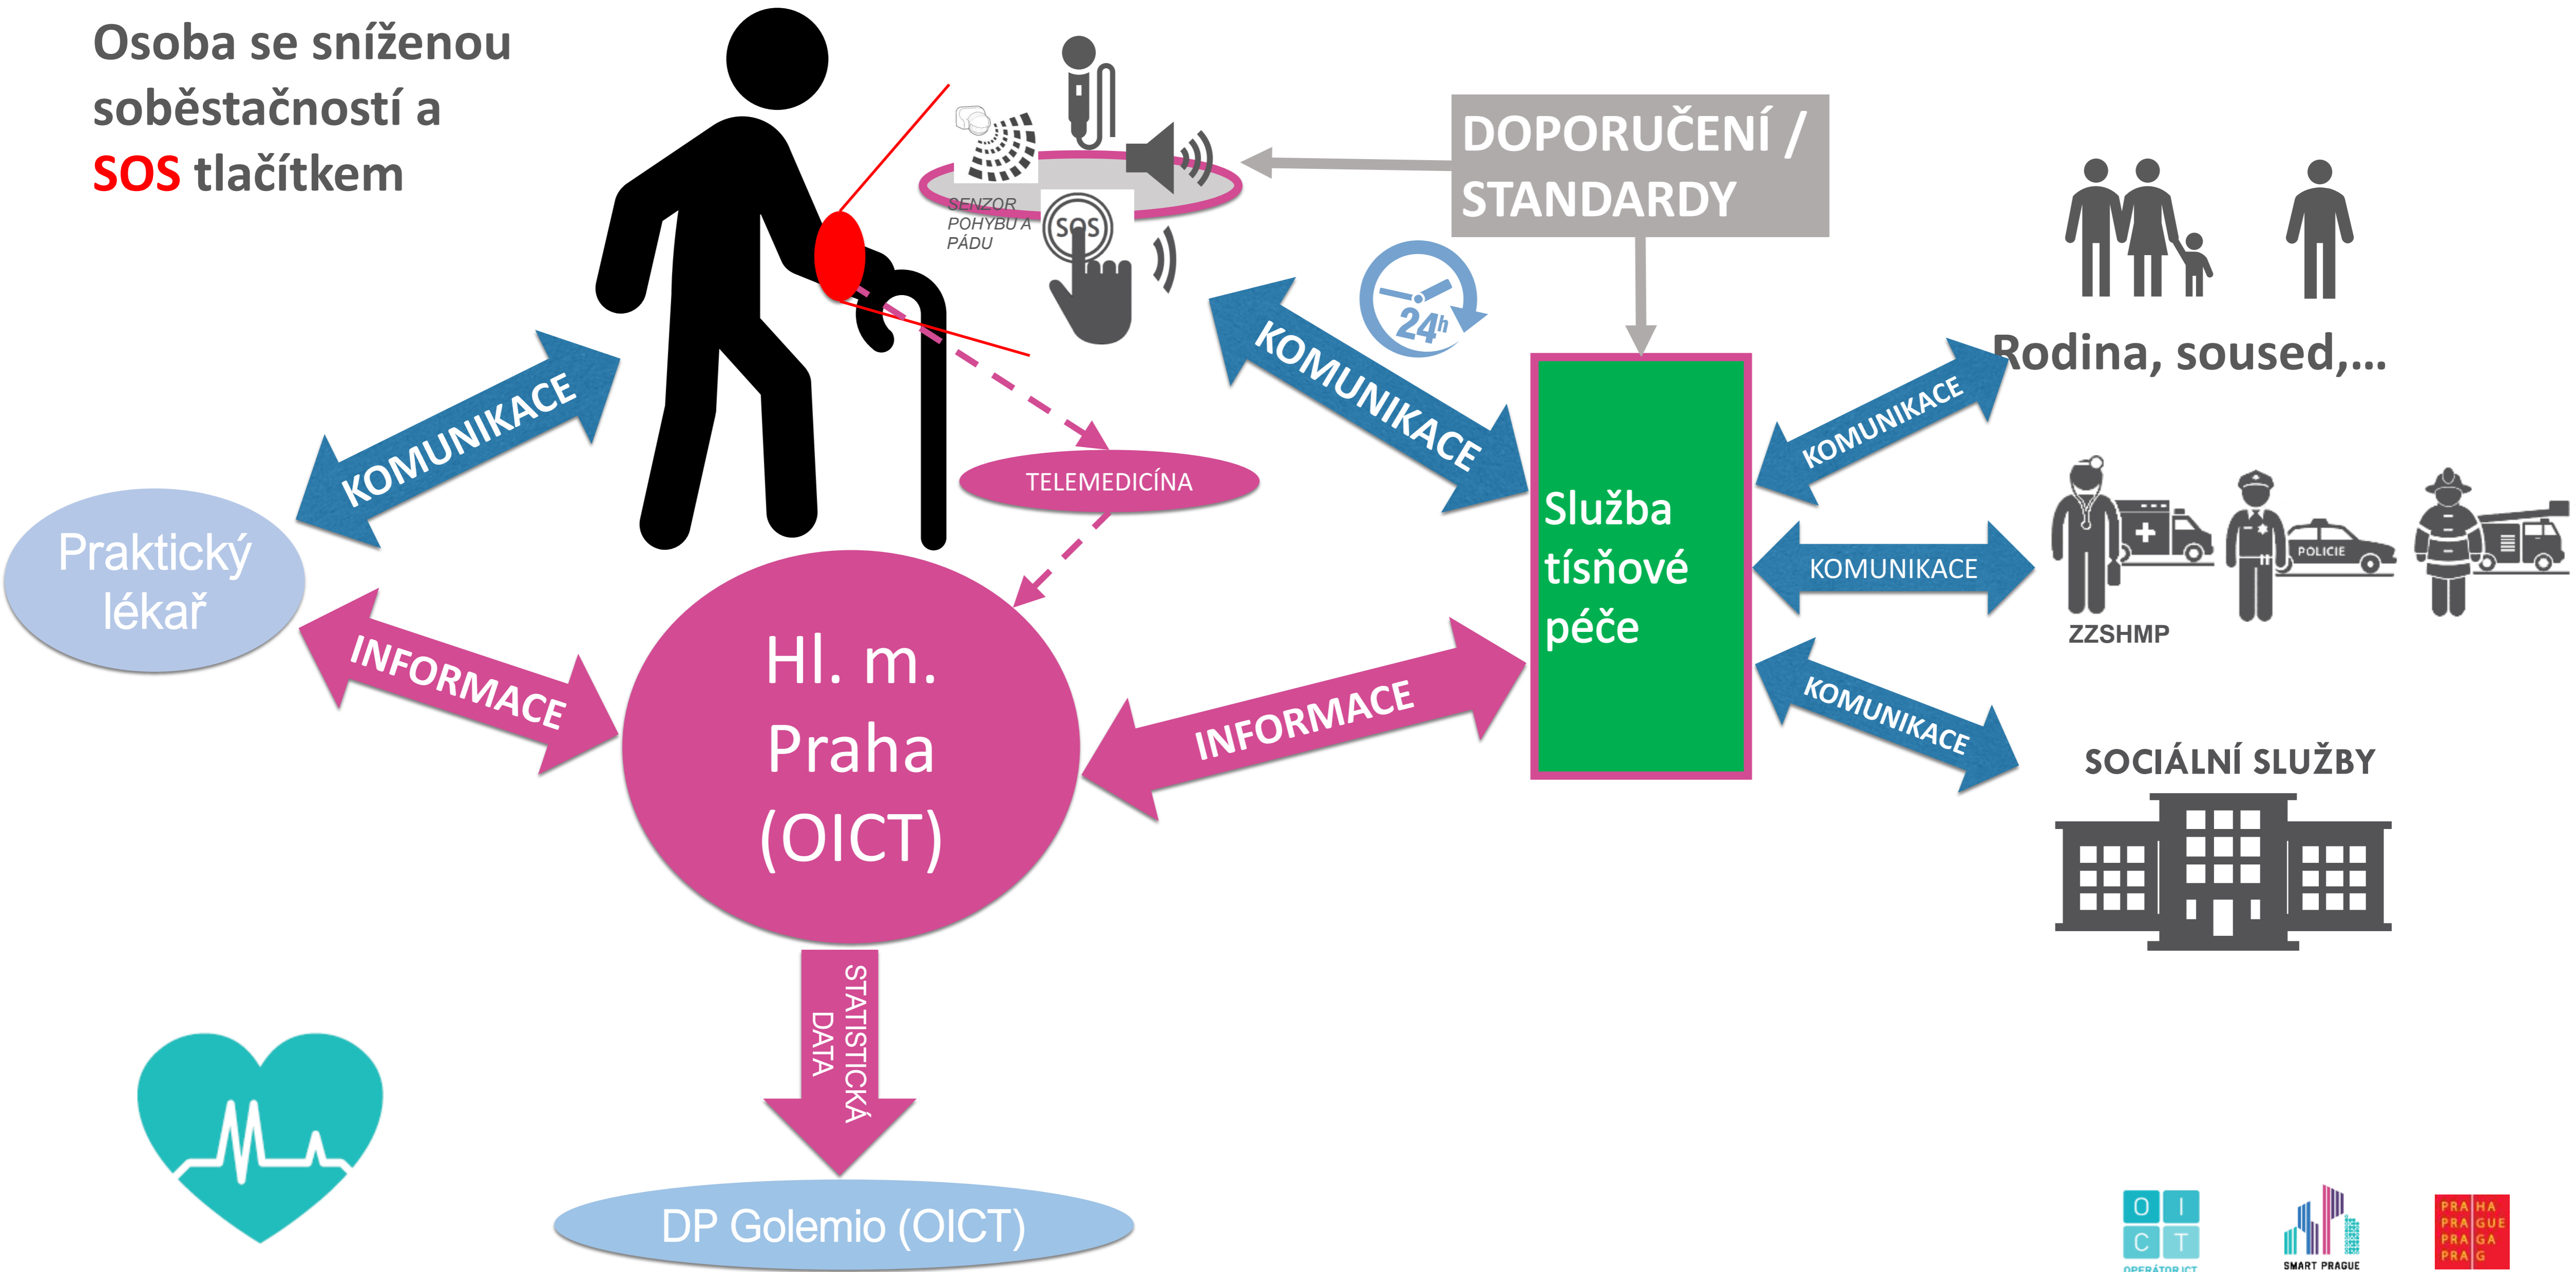 Osoba se sníženou
soběstačností a
SOS tlačítkem
SENZOR
POHYBU A
PÁDU
SOS
DOPORUČENÍ /
STANDARDY
24h
Rodina, soused,...
KOMUNIKACE
KOMUNIKACE
KOMUNIKACE
TELEMEDICÍNA
Praktický
lékař
Služba
tísňové
péče
KOMUNIKACE
POLICIE
ZZSHMP
INFORMACE
Hl. m.
Praha
(OICT)
INFORMACE
KOMUNIKACE
SOCIÁLNÍ SLUŽBY
STATISTICKÁ
DATA
DP Golemio (OICT)
O I
C T
OPERÁTOR ICT
SMART PRAGUE
PRA HA
PRA GUE
PRA GA
PRA G